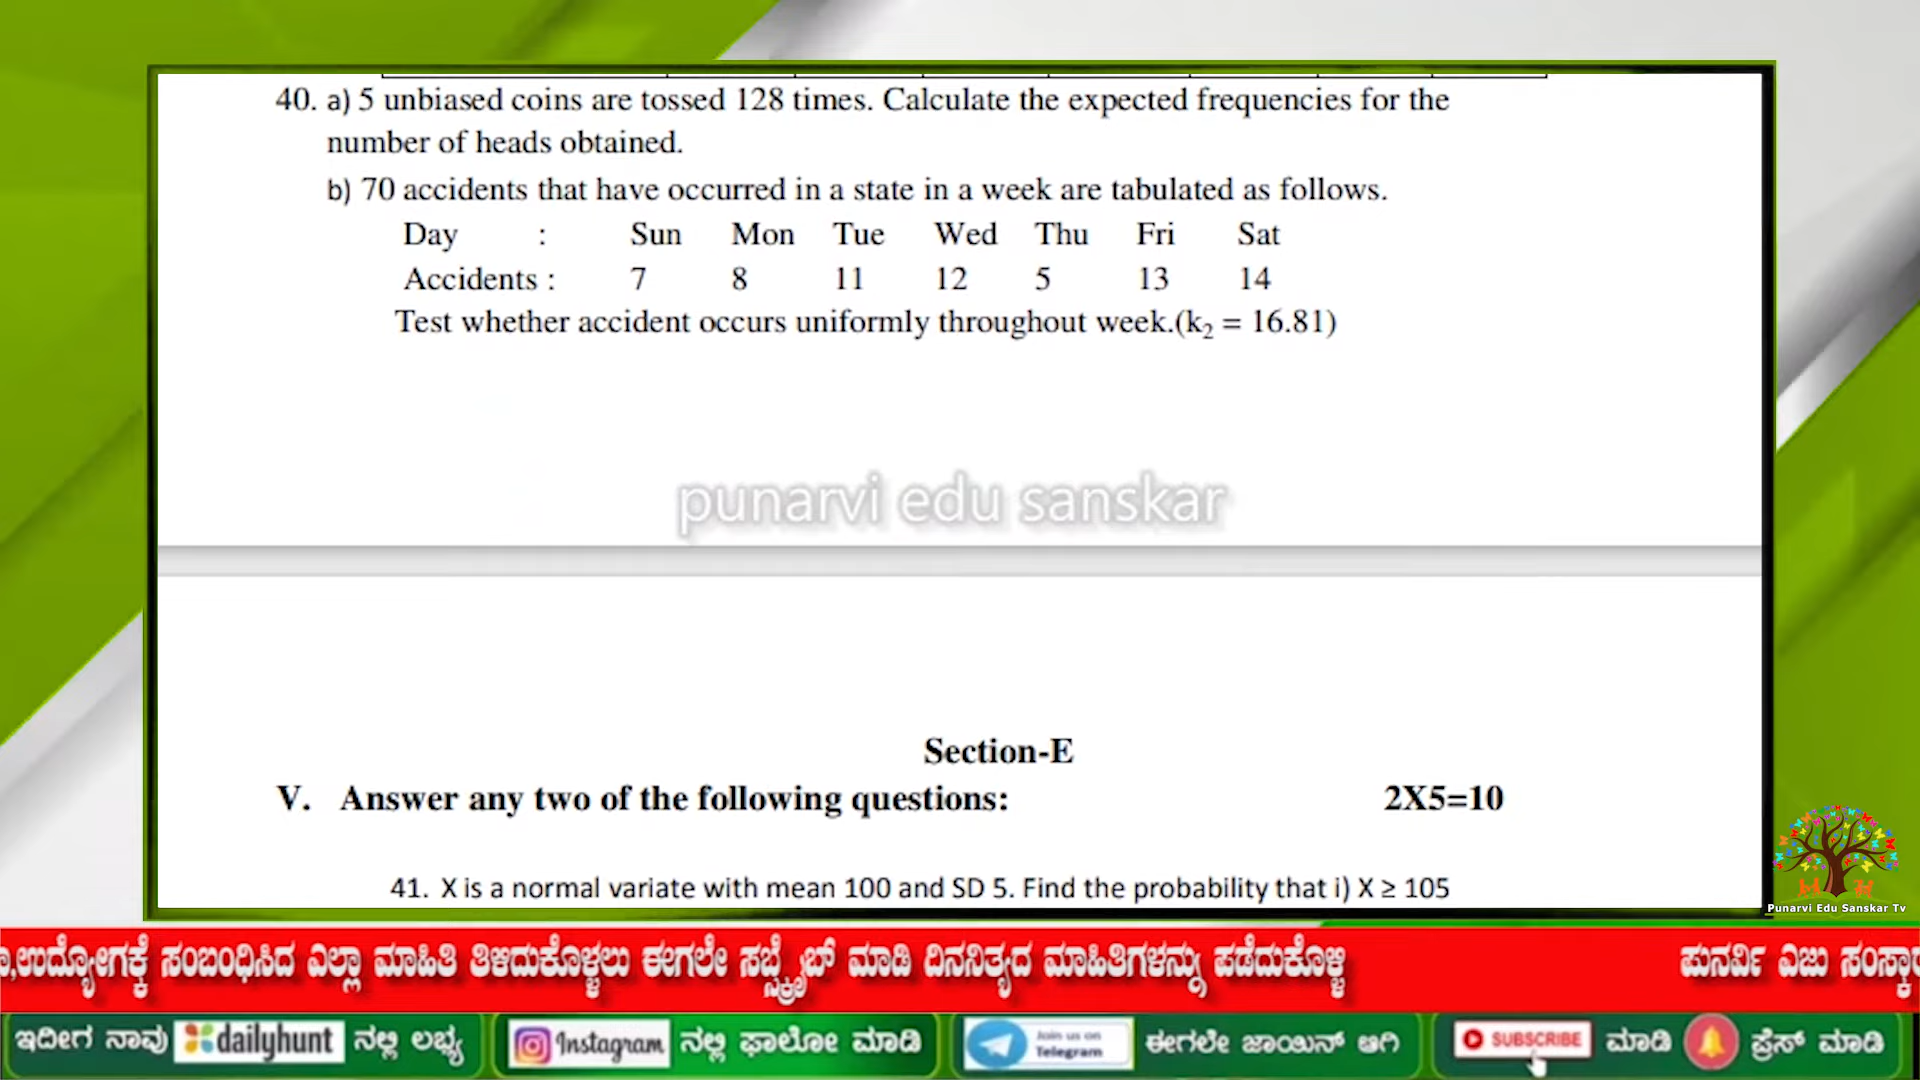 40. a) 5 unbiased coins are tossed 128 times. Calculate the expected frequencies for the
number of heads obtained.
b) 70 accidents that have occurred in a state in a week are tabulated as follows.
Day : Sun Mon Tue Wed Thu Fri Sat
Accidents : 7 8 11 12 5 13 14
Test whether accident occurs uniformly throughout week.(k₂ = 16.81)
punarvi edu sanskar
Section-E
V. Answer any two of the following questions: 2X5=10
41. X is a normal variate with mean 100 and SD 5. Find the probability that i) X ≥ 105
Punarvi Edu Sanskar Tv
,ಉದ್ಯೋಗಕ್ಕೆ ಸಂಬಂಧಿಸಿದ ಎಲ್ಲಾ ಮಾಹಿತಿ ತಿಳಿದುಕೊಳ್ಳಲು ಈಗಲೇ ಸಬ್ಸ್ಕ್ರೈಬ್ ಮಾಡಿ ದಿನನಿತ್ಯದ ಮಾಹಿತಿಗಳನ್ನು ಪಡೆದುಕೊಳ್ಳಿ ಪುನರ್ವಿ ಎಜು
ಇದೀಗ ನಾವು dailyhunt ನಲ್ಲಿ ಲಭ್ಯ Instagram ನಲ್ಲಿ ಫಾಲೋ ಮಾಡಿ Join us on Telegram ಈಗಲೇ ಜಾಯಿನ್ ಆಗಿ SUBSCRIBE ಮಾಡಿ ಪ್ರೆಸ್ ಮಾಡಿ